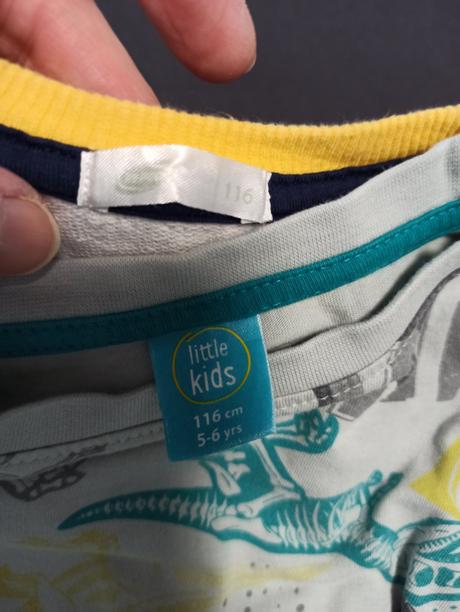 116
little
kids
116 cm
5-6 yrs